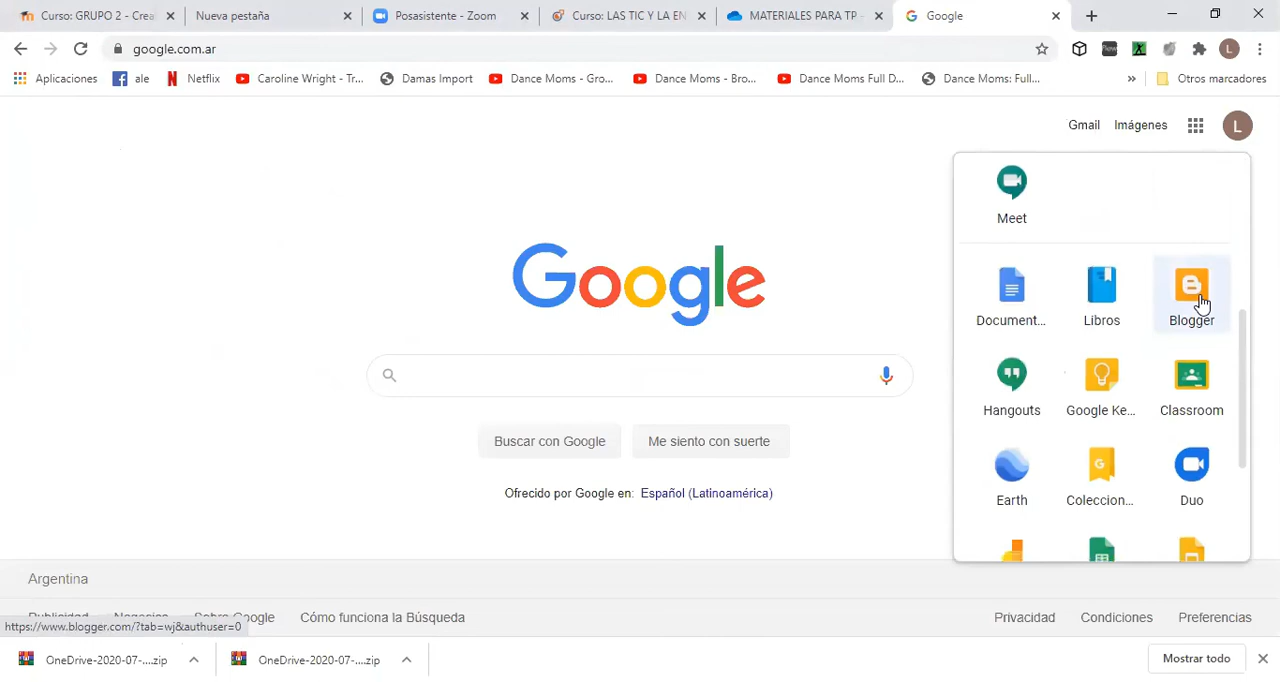 Curso: GRUPO 2 - Crea
Nueva pestaña
Posasistente - Zoom
Curso: LAS TIC Y LA EN
MATERIALES PARA TP -
Google
google.com.ar
L
Aplicaciones
ale
Netflix
Caroline Wright - Tr...
Damas Import
Dance Moms - Gro...
Dance Moms - Bro...
Dance Moms Full D...
Dance Moms: Full...
»
Otros marcadores
Gmail
Imágenes
L
Meet
Document...
Libros
Blogger
Hangouts
Google Ke...
Classroom
Earth
Coleccion...
Duo
Google
Buscar con Google
Me siento con suerte
Ofrecido por Google en: Español (Latinoamérica)
Argentina
Publicidad Negocios Sobre Google Cómo funciona la Búsqueda
Privacidad Condiciones Preferencias
https://www.blogger.com/?tab=wj&authuser=0
OneDrive-2020-07-....zip
OneDrive-2020-07-....zip
Mostrar todo